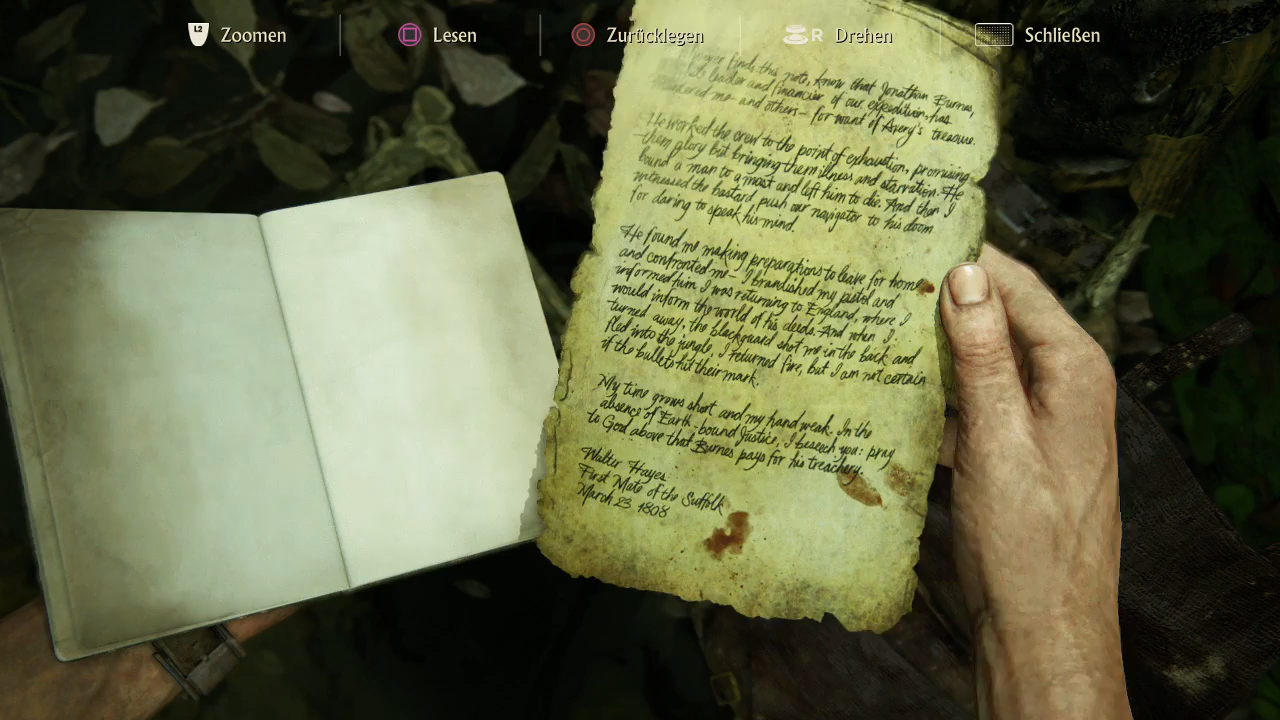 L2 Zoomen
Lesen
Zurücklegen
R Drehen
Schließen
find this note, know that Jonathan Burnes,
leader and financier of our expedition, has
me and others— for want of Avery's treasure.
He worked the crew to the point of exhaustion, promising
them glory but bringing them illness and starvation. He
bound a man to a mast and left him to die. And then I
witnessed the bastard push our navigator to his doom
for daring to speak his mind.
He found me making preparations to leave for home
and confronted me— I brandished my pistol and
informed him I was returning to England, where I
would inform the world of his deeds. And when I
turned away, the blackguard shot me in the back and
fled into the jungle. I returned fire, but I am not certain
if the bullets hit their mark.
My time grows short and my hand weak. In the
absence of Earth-bound Justice, I beseech you: pray
to God above that Burnes pays for his treachery.
Walter Hayes
First Mate of the Suffolk
March 23 1808